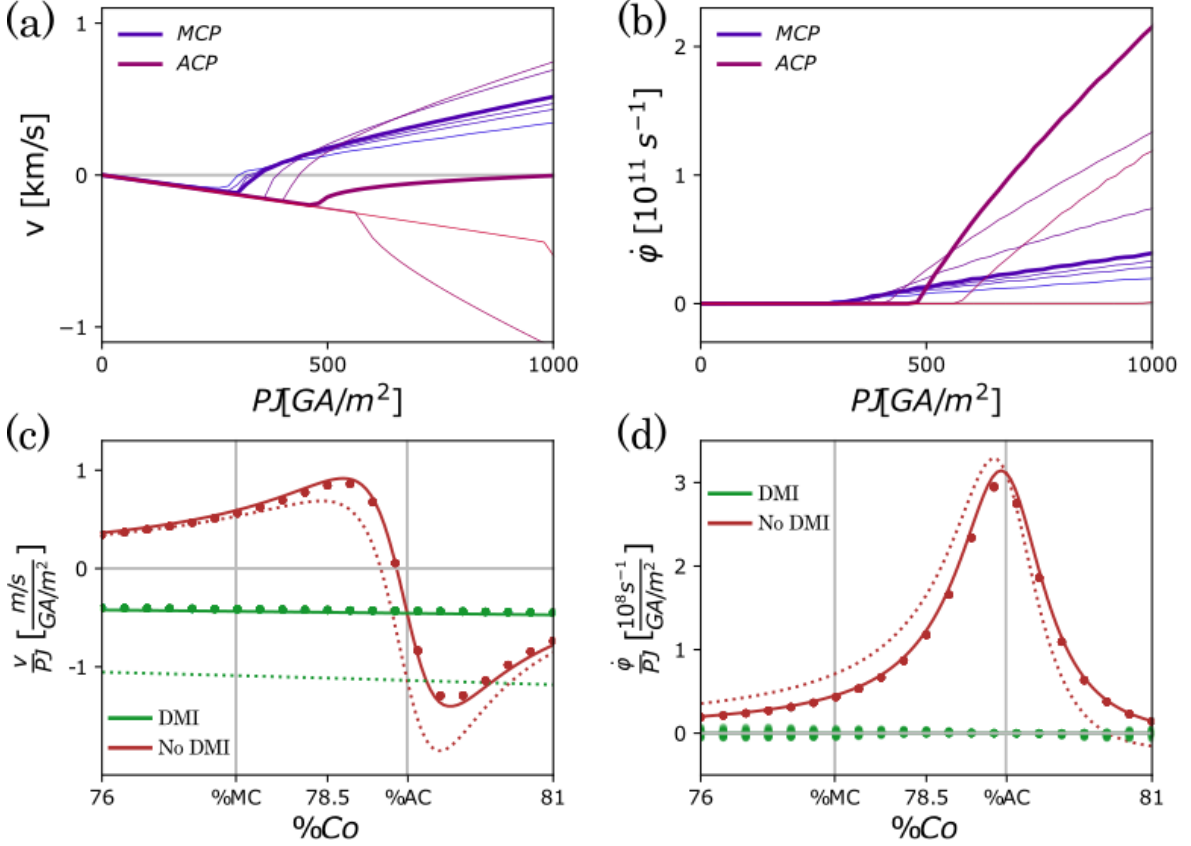 (a)
MCP
ACP
v [km/s]
1
0
−1
0
500
1000
PJ[GA/m²]
(b)
MCP
ACP
φ̇ [10¹¹ s⁻¹]
2
1
0
0
500
1000
PJ[GA/m²]
(c)
v/PJ [m/s / GA/m²]
1
0
-1
DMI
No DMI
76
%MC
78.5
%AC
81
%Co
(d)
φ̇/PJ [10⁸s⁻¹ / GA/m²]
3
2
1
0
DMI
No DMI
76
%MC
78.5
%AC
81
%Co